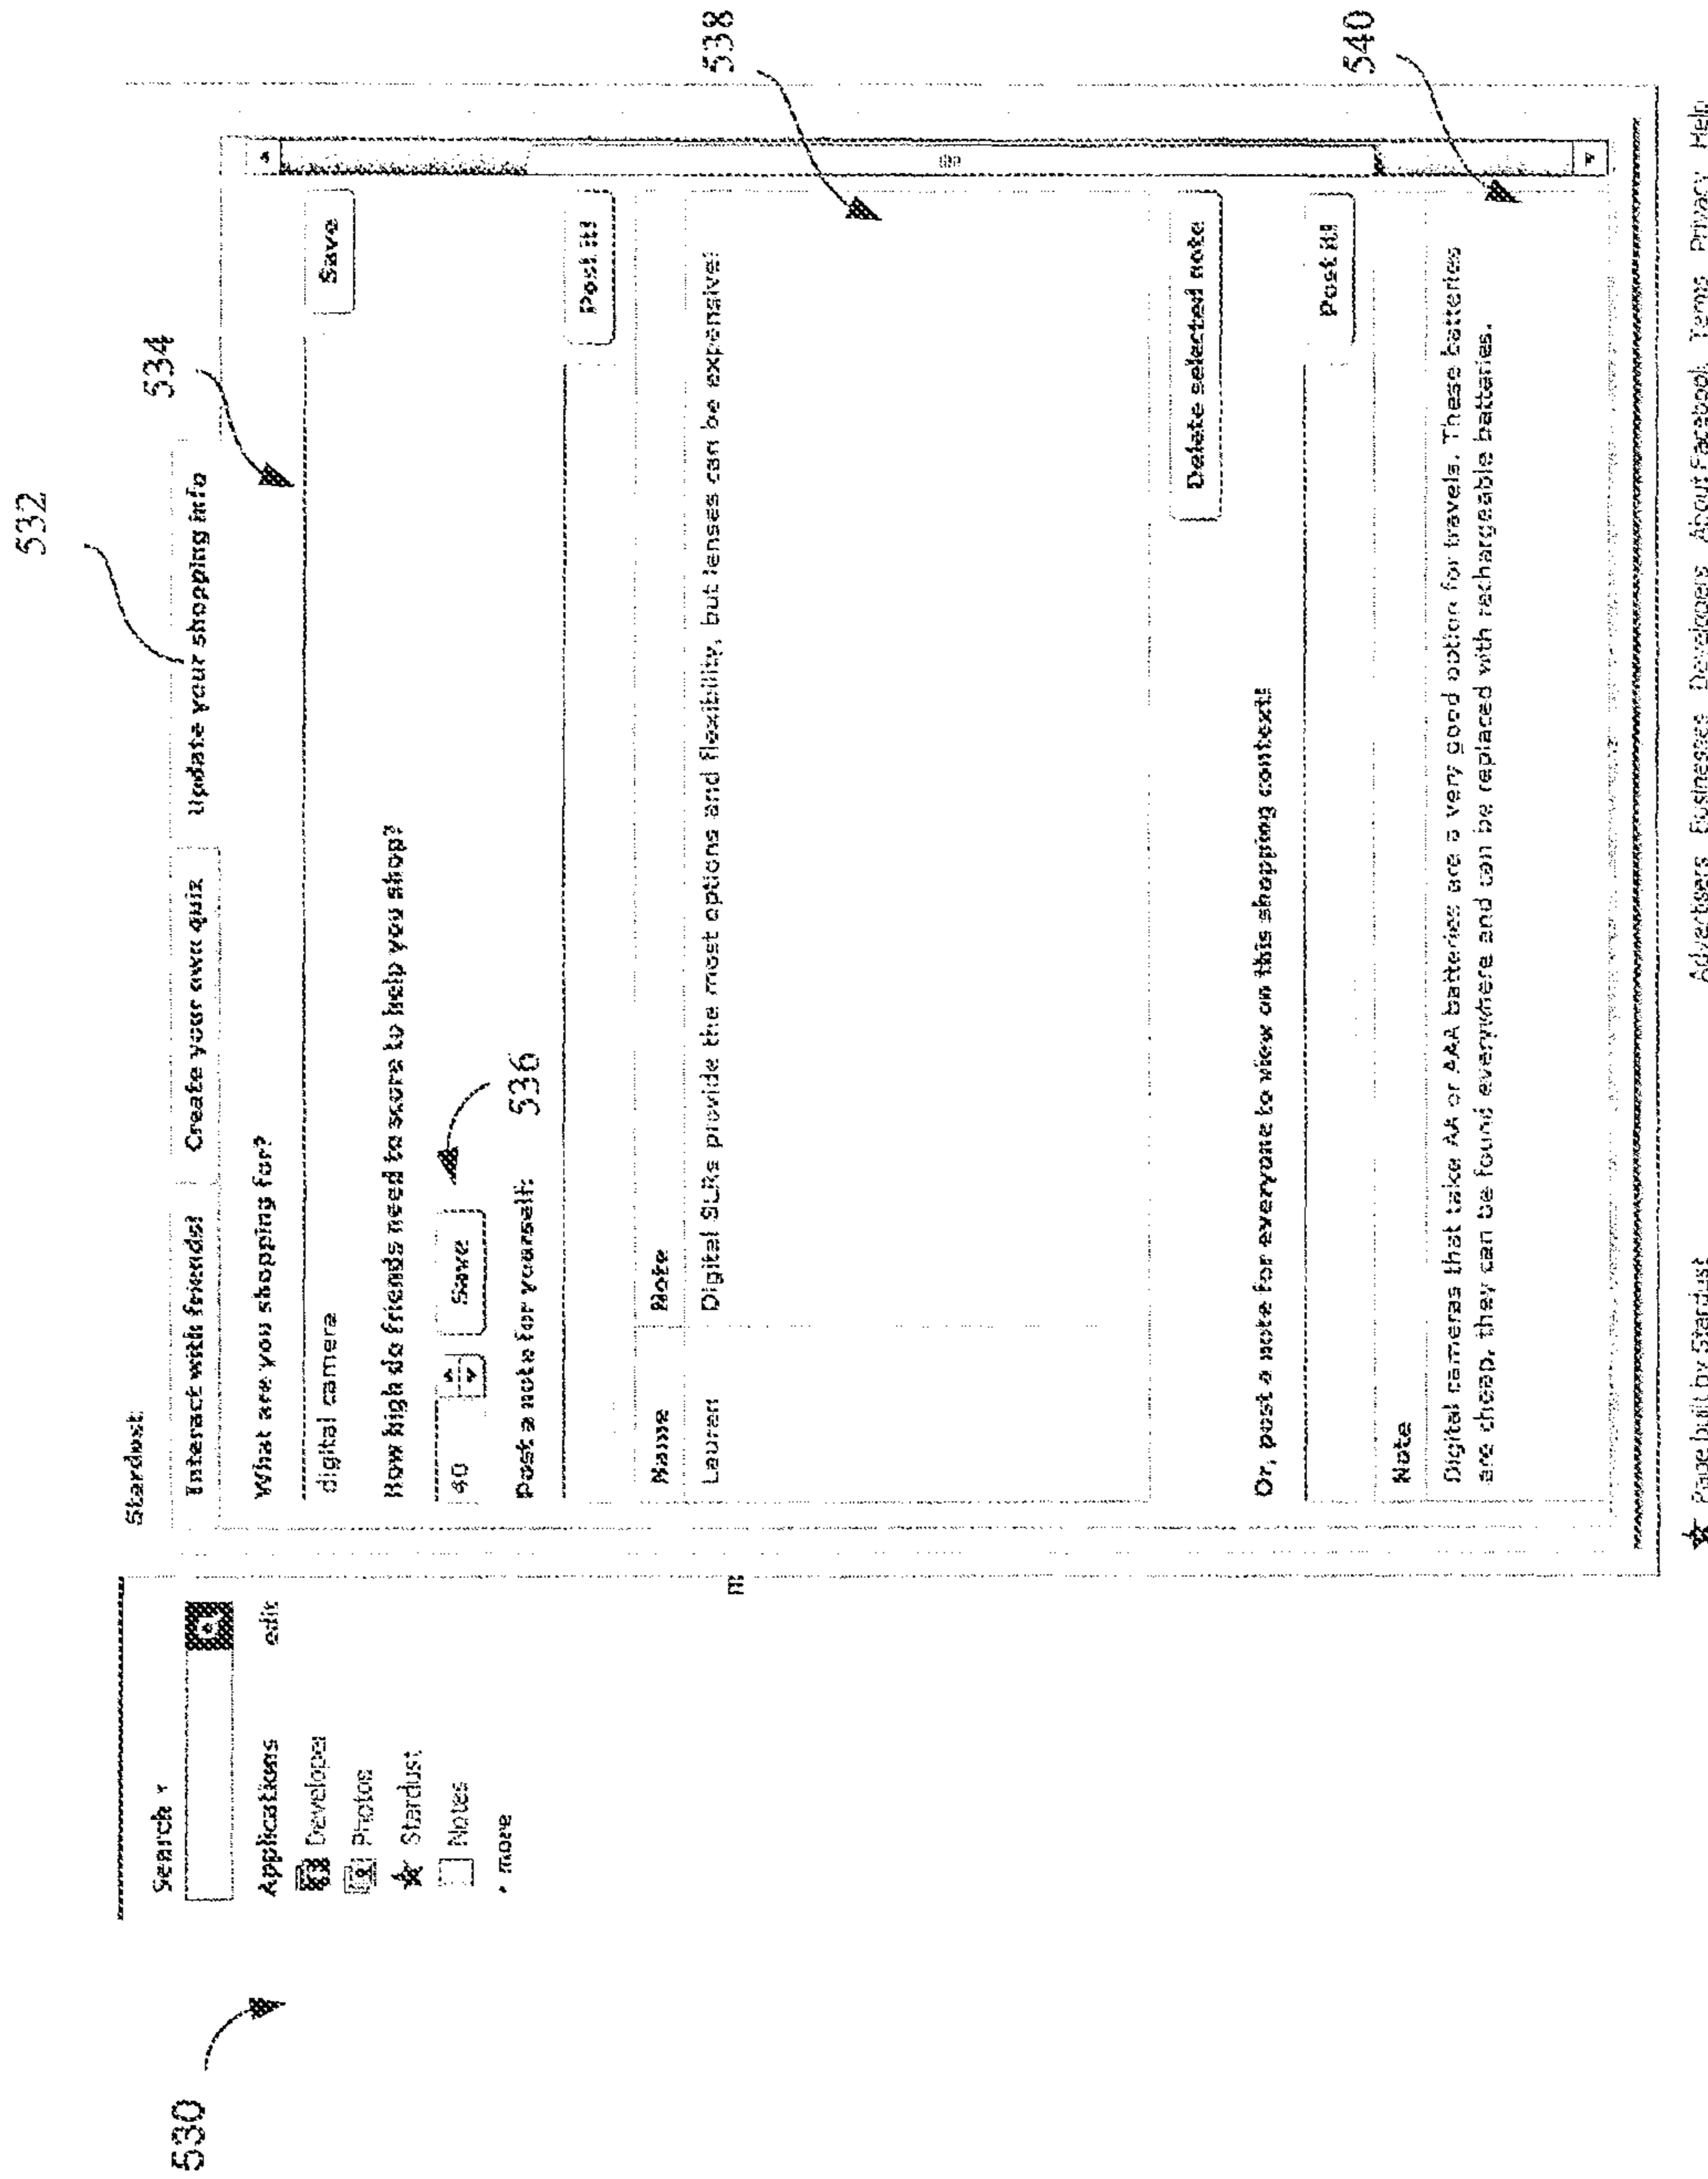 530
532
534
536
538
540
Search
Applications edit
Developer
Photos
Stardust
Notes
more
Stardust
Interact with friends! Create your own quiz Update your shopping info
What are you shopping for?
digital camera Save
How high do friends need to score to help you shop?
40 Save
Post a note for yourself:
Post it!
Name Note
Lauren Digital SLRs provide the most options and flexibility, but lenses can be expensive!
Delete selected note
Or, post a note for everyone to view on this shopping context!
Post it!
Note
Digital cameras that take AA or AAA batteries are a very good option for travels. These batteries
are cheap, they can be found everywhere and can be replaced with rechargeable batteries.
Page built by Stardust Advertisers Businesses Developers About Facebook Terms Privacy Help